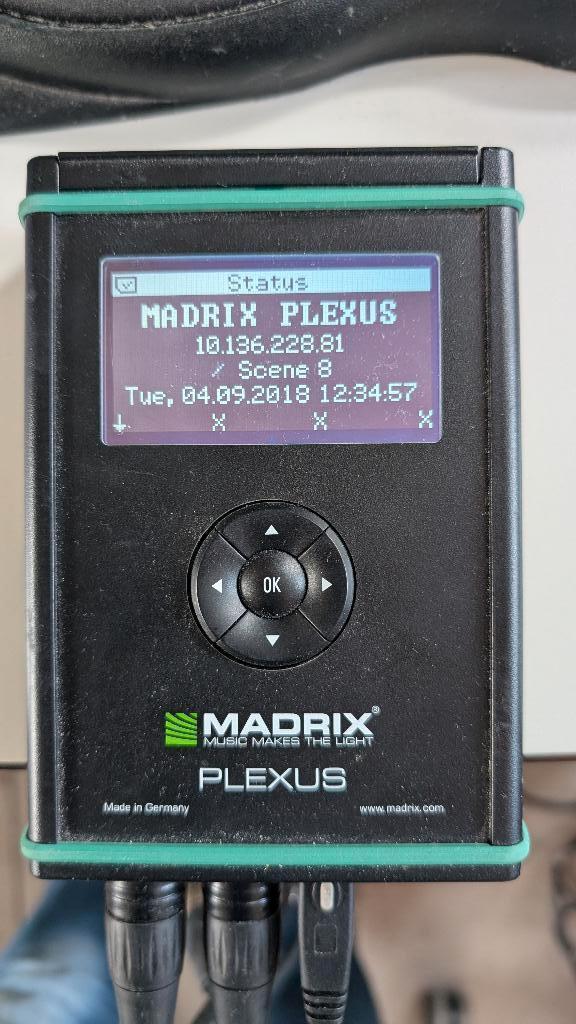 Status
MADRIX PLEXUS
10.136.228.81
Scene 8
Tue, 04.09.2018 12:34:57
X X X
OK
MADRIX®
MUSIC MAKES THE LIGHT
PLEXUS
Made in Germany www.madrix.com